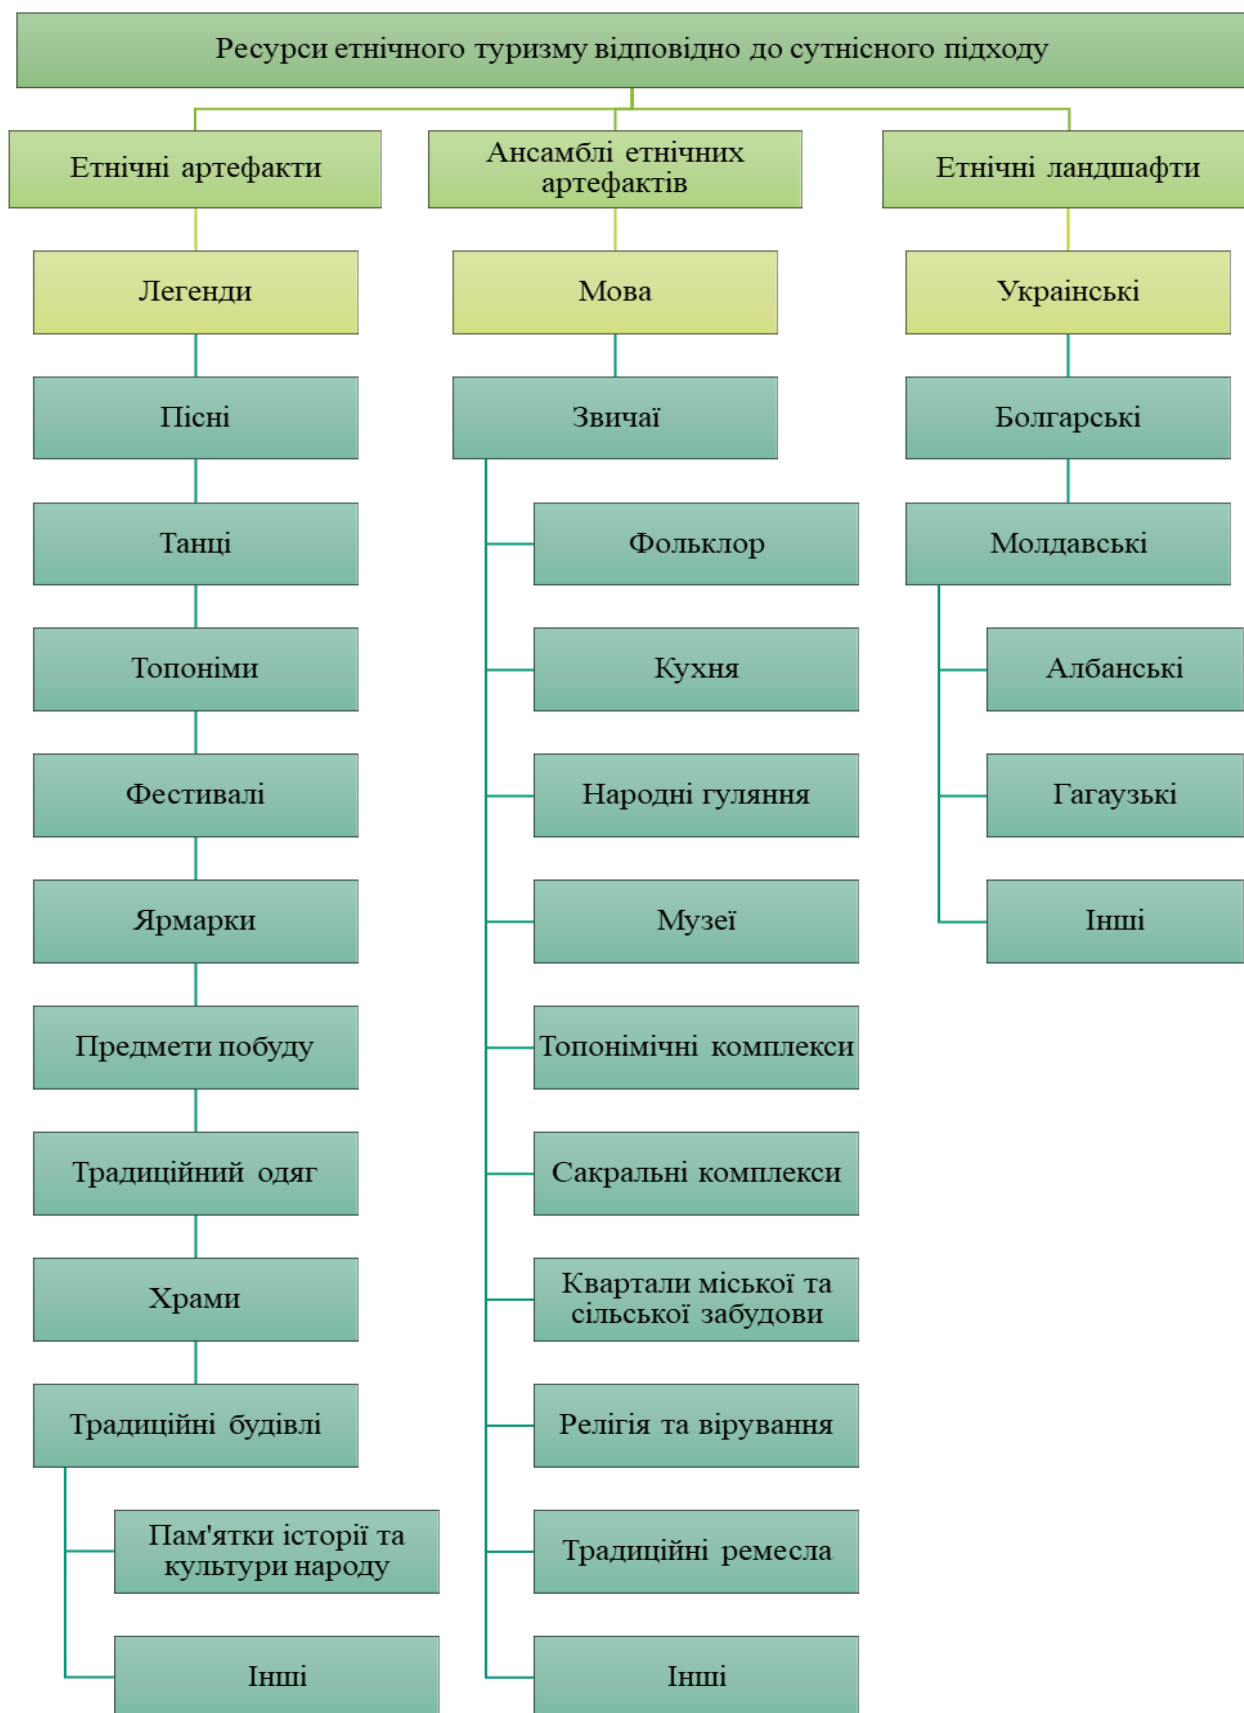 Ресурси етнічного туризму відповідно до сутнісного підходу
Етнічні артефакти
Легенди
Пісні
Танці
Топоніми
Фестивалі
Ярмарки
Предмети побуду
Традиційний одяг
Храми
Традиційні будівлі
Пам'ятки історії та
культури народу
Інші
Ансамблі етнічних
артефактів
Мова
Звичаї
Фольклор
Кухня
Народні гуляння
Музеї
Топонімічні комплекси
Сакральні комплекси
Квартали міської та
сільської забудови
Релігія та вірування
Традиційні ремесла
Інші
Етнічні ландшафти
Українські
Болгарські
Молдавські
Албанські
Гагаузькі
Інші